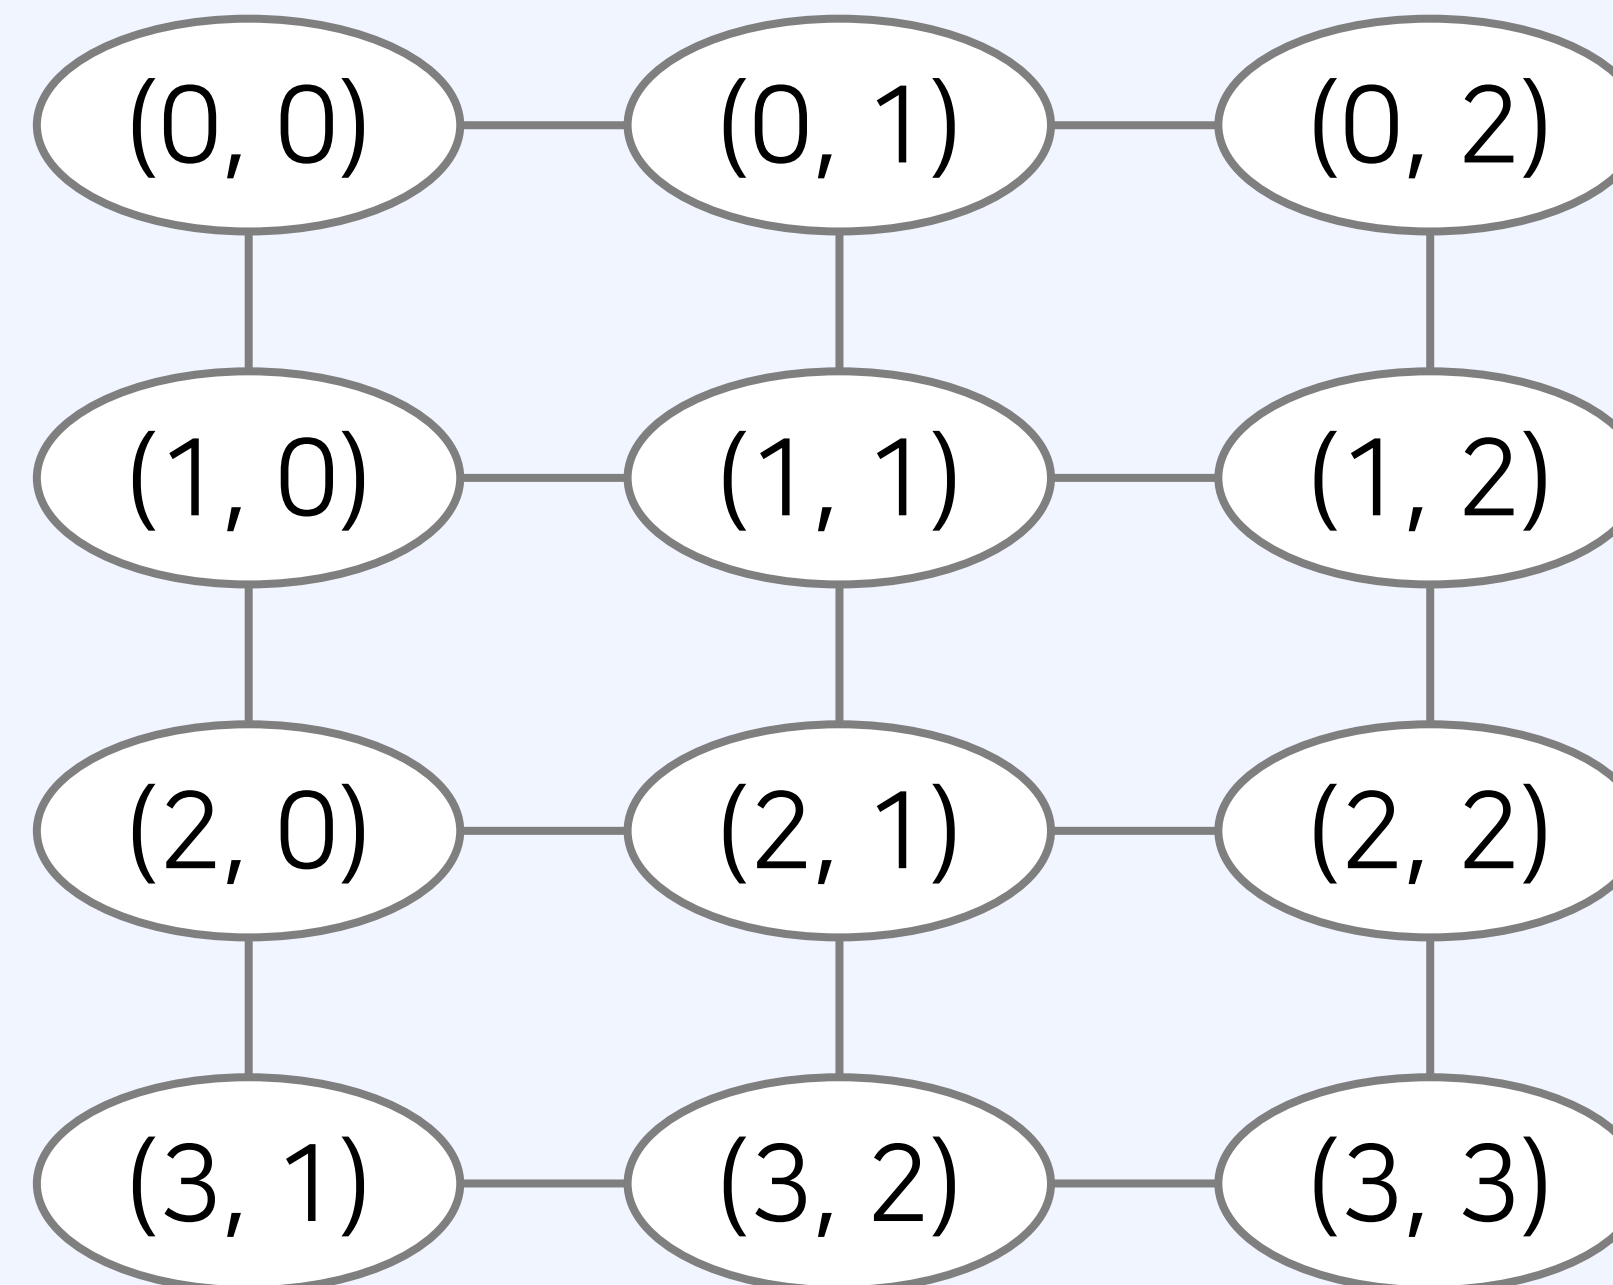 (0, 0) (0, 1) (0, 2)
(1, 0) (1, 1) (1, 2)
(2, 0) (2, 1) (2, 2)
(3, 1) (3, 2) (3, 3)